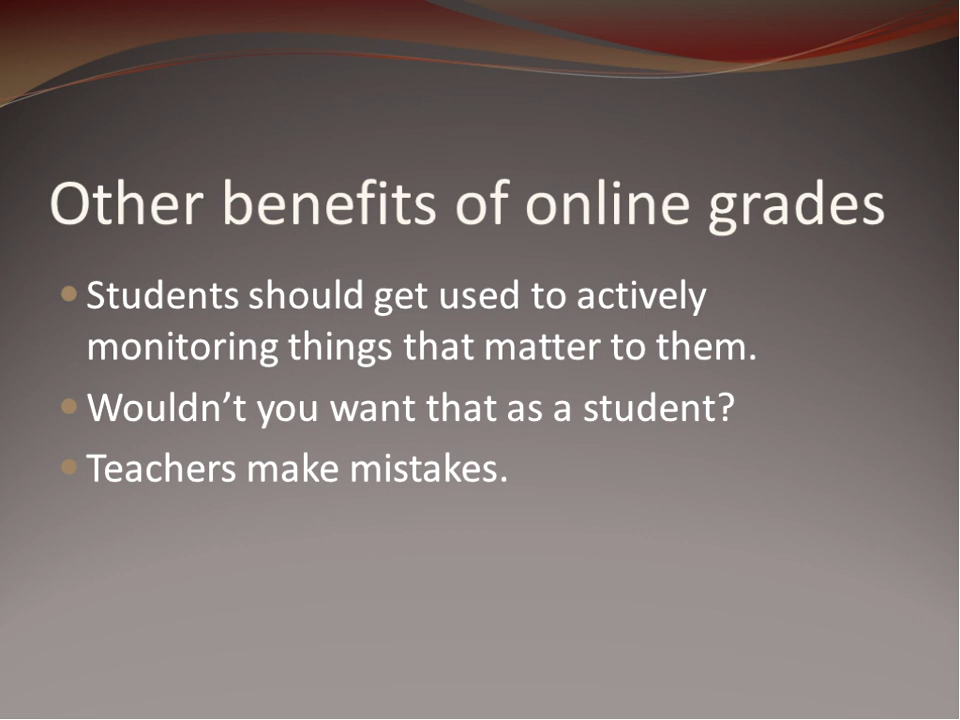 Other benefits of online grades
Students should get used to actively
monitoring things that matter to them.
Wouldn’t you want that as a student?
Teachers make mistakes.